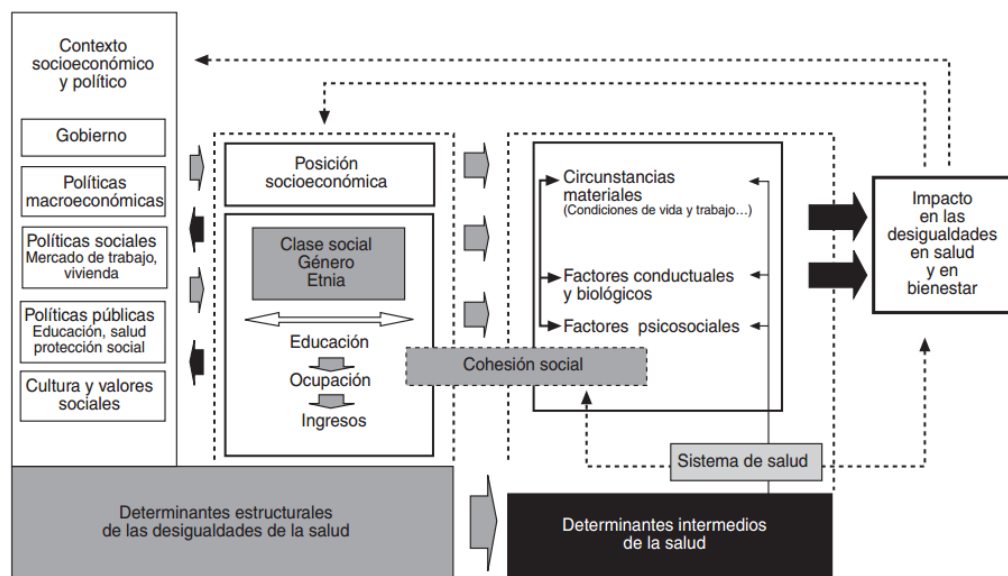 Contexto
socioeconómico
y político
Gobierno
Políticas
macroeconómicas
Políticas sociales
Mercado de trabajo,
vivienda
Políticas públicas
Educación, salud
protección social
Cultura y valores
sociales
Posición
socioeconómica
Clase social
Género
Etnia
Educación
Ocupación
Ingresos
Cohesión social
Circunstancias
materiales
(Condiciones de vida y trabajo...)
Factores conductuales
y biológicos
Factores psicosociales
Sistema de salud
Impacto
en las
desigualdades
en salud
y en
bienestar
Determinantes estructurales
de las desigualdades de la salud
Determinantes intermedios
de la salud